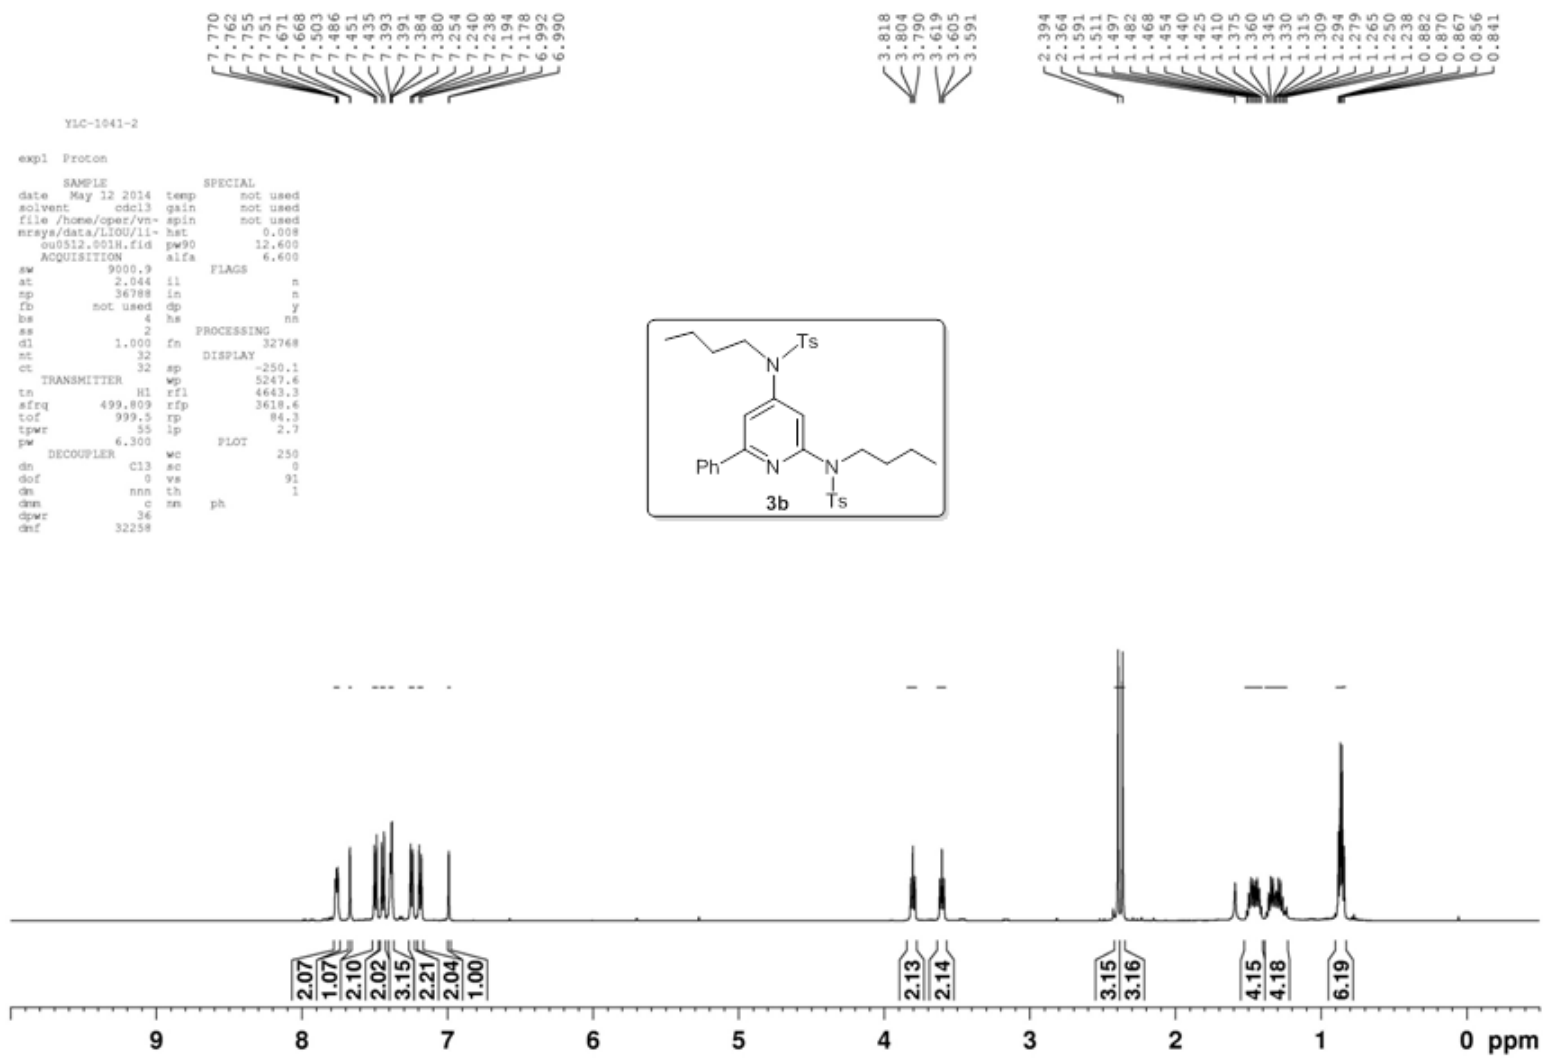 7.770 7.762 7.755 7.751 7.671 7.668 7.503 7.486 7.451 7.435 7.393 7.391 7.384 7.380 7.254 7.240 7.238 7.194 7.178 6.992 6.990
3.818 3.804 3.790 3.619 3.605 3.591
2.394 2.364 1.591 1.511 1.497 1.482 1.468 1.454 1.440 1.425 1.410 1.375 1.360 1.345 1.330 1.315 1.309 1.294 1.279 1.265 1.250 1.238 0.882 0.870 0.867 0.856 0.841
YLC-1041-2
exp1 Proton
SAMPLE SPECIAL
date May 12 2014 temp not used
solvent cdcl3 gain not used
file /home/oper/vn~ spin not used
mrsys/data/LIOU/li~ hst 0.008
ou0512.001H.fid pw90 12.600
ACQUISITION alfa 6.600
sw 9000.9 FLAGS
at 2.044 il n
np 36788 in n
fb not used dp y
bs 4 hs nn
ss 2 PROCESSING
d1 1.000 fn 32768
nt 32 DISPLAY
ct 32 sp -250.1
TRANSMITTER wp 5247.6
tn H1 rfl 4643.3
sfrq 499.809 rfp 3618.6
tof 999.5 rp 84.3
tpwr 55 lp 2.7
pw 6.300 PLOT
DECOUPLER wc 250
dn C13 sc 0
dof 0 vs 91
dm nnn th 1
dmm c nm ph
dpwr 36
dmf 32258
Ts
N
Ph N N
Ts
3b
2.07 1.07 2.10 2.02 3.15 2.21 2.04 1.00 2.13 2.14 3.15 3.16 4.15 4.18 6.19
9 8 7 6 5 4 3 2 1 0 ppm